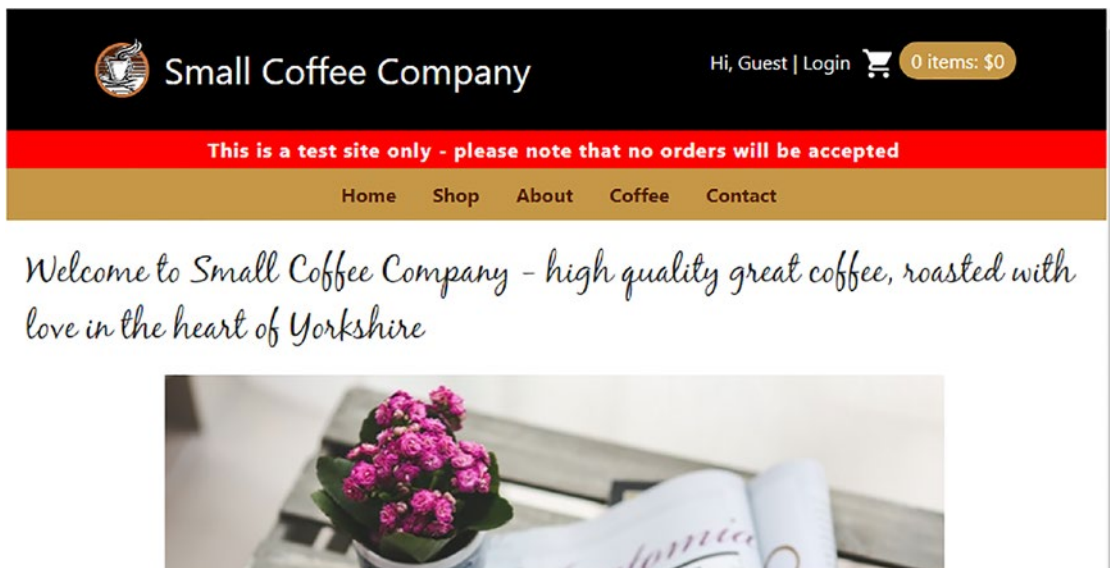 Small Coffee Company
Hi, Guest | Login 0 items: $0
This is a test site only - please note that no orders will be accepted
Home Shop About Coffee Contact
Welcome to Small Coffee Company - high quality great coffee, roasted with
love in the heart of Yorkshire